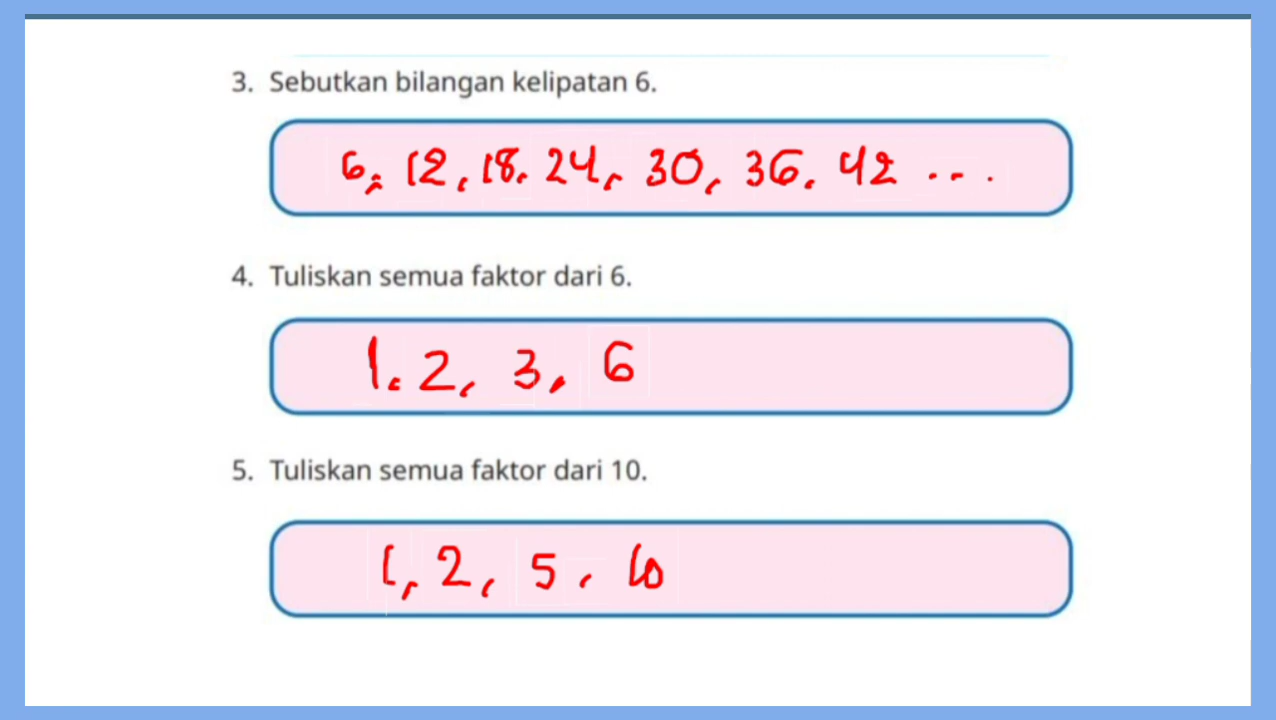 3. Sebutkan bilangan kelipatan 6.
6, 12, 18, 24, 30, 36, 42 ....
4. Tuliskan semua faktor dari 6.
1, 2, 3, 6
5. Tuliskan semua faktor dari 10.
1, 2, 5, 10